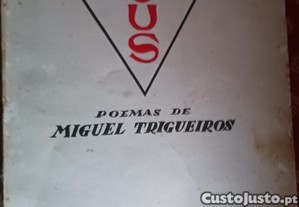 US
POEMAS DE
MIGUEL TRIGUEIROS
CustoJusto.pt